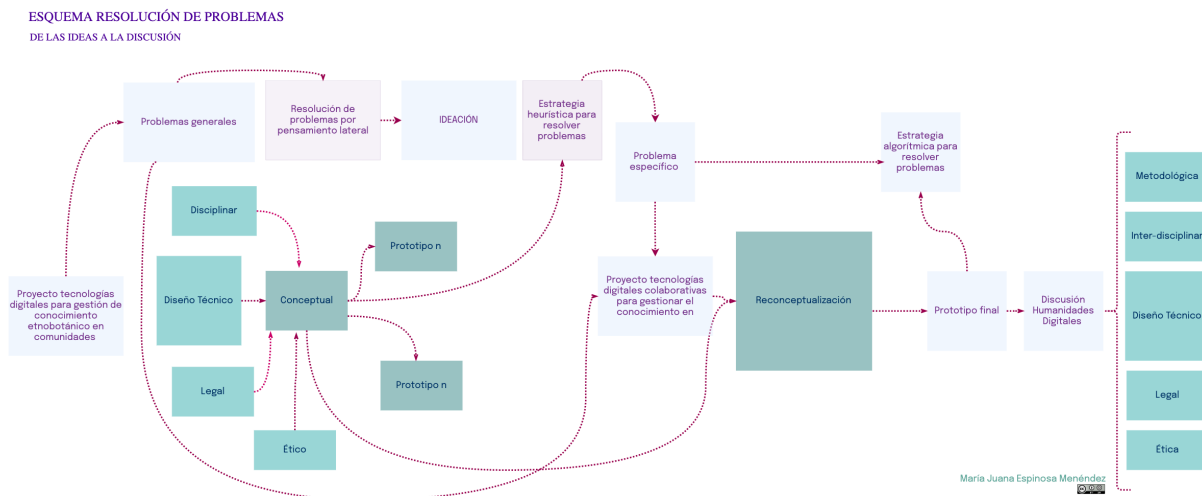 ESQUEMA RESOLUCIÓN DE PROBLEMAS
DE LAS IDEAS A LA DISCUSIÓN
Problemas generales
Resolución de
problemas por
pensamiento lateral
IDEACIÓN
Estrategia
heurística para
resolver
problemas
Problema
específico
Estrategia
algorítmica para
resolver
problemas
Metodológica
Inter-disciplinar
Diseño Técnico
Legal
Ética
Disciplinar
Diseño Técnico
Legal
Ético
Conceptual
Prototipo n
Prototipo n
Proyecto tecnologías
digitales para gestión de
conocimiento
etnobotánico en
comunidades
Proyecto tecnologías
digitales colaborativas
para gestionar el
conocimiento en
Reconceptualización
Prototipo final
Discusión
Humanidades
Digitales
María Juana Espinosa Menéndez